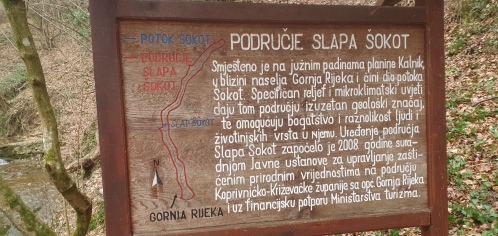 POTOK ŠOKOT
PODRUČJE
SLAPA
ŠOKOT
SLAP ŠOKOT
GORNJA RIJEKA
PODRUČJE SLAPA ŠOKOT
Smješteno je na južnim padinama planine Kalnik,
u blizini naselja Gornja Rijeka i čini dio potoka
Šokot. Specifičan reljef i mikroklimatski uvjeti
daju tom području izuzetan geološki značaj,
te omogućuju bogatstvo i raznolikost ljudi i
životinjskih vrsta u njemu. Uređenje područja
Slapa Šokot započelo je 2008. godine sura-
dnjom Javne ustanove za upravljanje zašti-
ćenim prirodnim vrijednostima na području
Koprivničko-Križevačke županije sa opć. Gornja Rijeka
i uz financijsku potporu Ministarstva turizma.